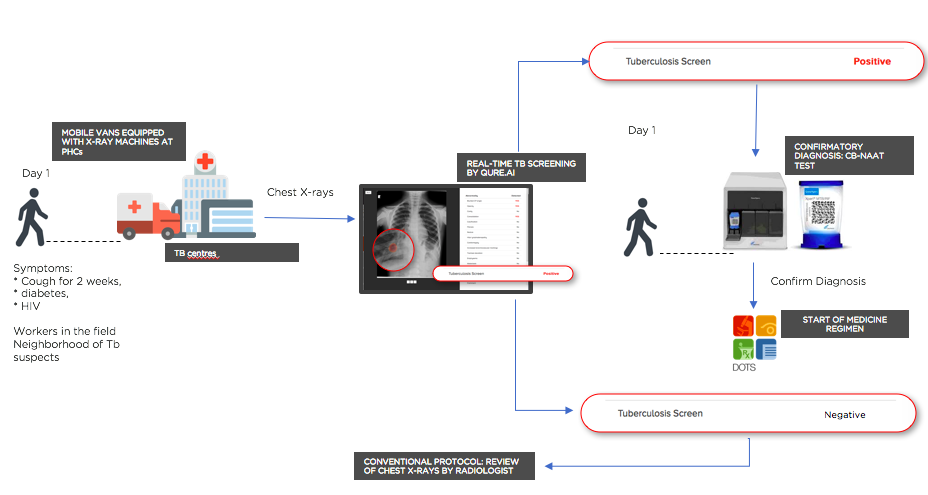 Tuberculosis Screen
Positive
Day 1
MOBILE VANS EQUIPPED
WITH X-RAY MACHINES AT
PHCs
CONFIRMATORY
DIAGNOSIS: CB-NAAT
TEST
REAL-TIME TB SCREENING
BY QURE.AI
Day 1
Chest X-rays
TB centres
Tuberculosis Screen
Positive
Symptoms:
* Cough for 2 weeks,
* diabetes,
* HIV
Workers in the field
Neighborhood of Tb
suspects
Confirm Diagnosis
START OF MEDICINE
REGIMEN
DOTS
Tuberculosis Screen
Negative
CONVENTIONAL PROTOCOL: REVIEW
OF CHEST X-RAYS BY RADIOLOGIST